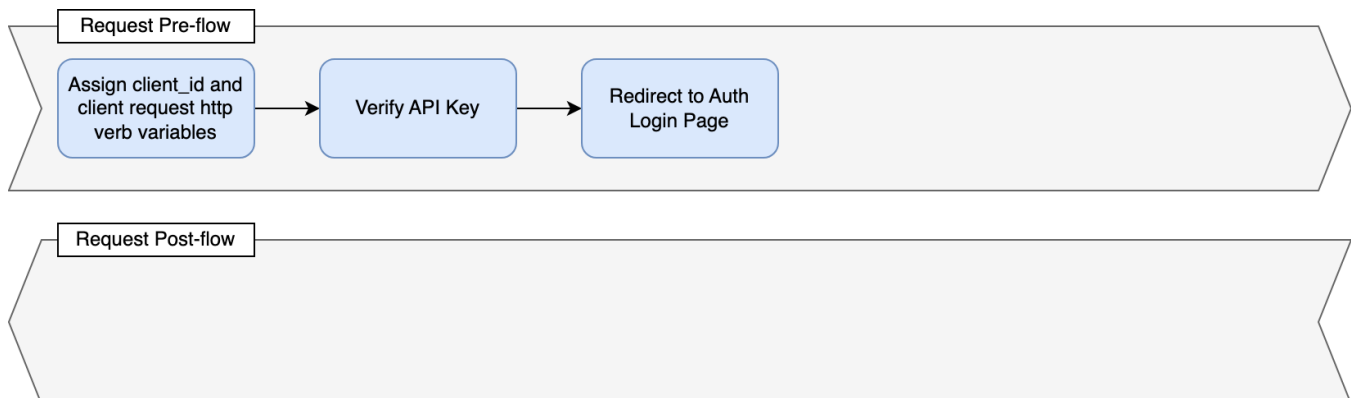 Request Pre-flow
Assign client_id and
client request http
verb variables
Verify API Key
Redirect to Auth
Login Page
Request Post-flow